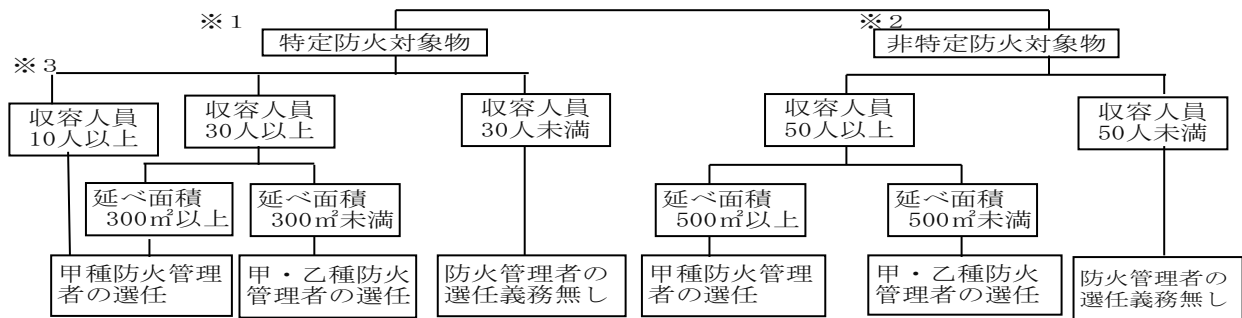 ※1
※2
特定防火対象物
非特定防火対象物
※3
収容人員
10人以上
収容人員
30人以上
収容人員
30人未満
収容人員
50人以上
収容人員
50人未満
延べ面積
300㎡以上
延べ面積
300㎡未満
延べ面積
500㎡以上
延べ面積
500㎡未満
甲種防火管理
者の選任
甲・乙種防火
管理者の選任
防火管理者の
選任義務無し
甲種防火管理
者の選任
甲・乙種防火
管理者の選任
防火管理者の
選任義務無し